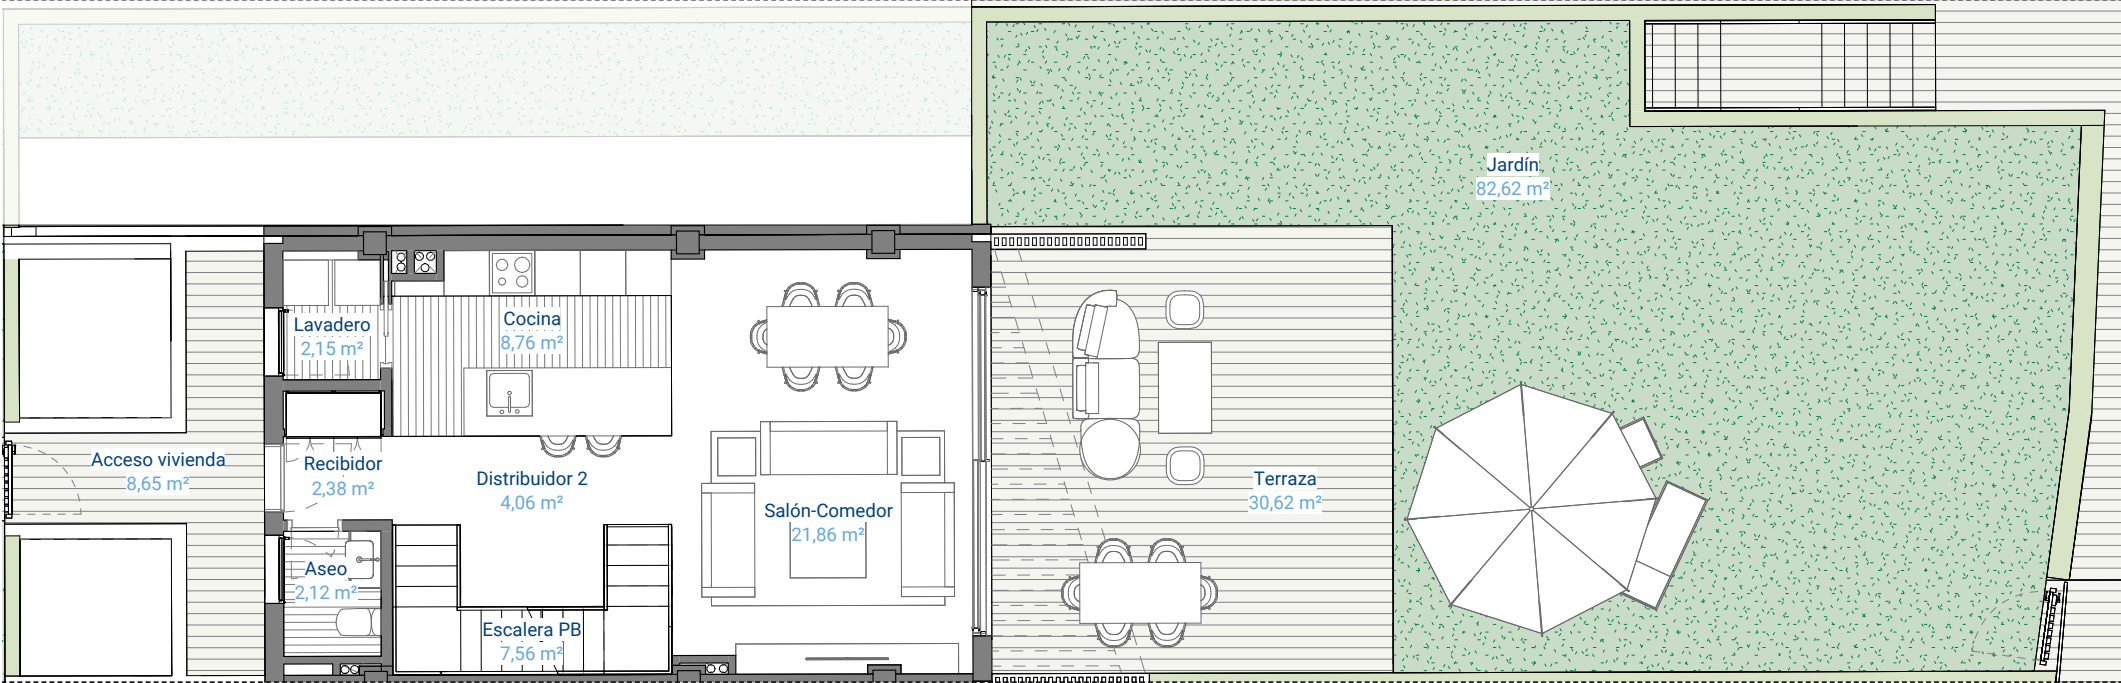 Jardín
82,62 m²
Lavadero
2,15 m²
Cocina
8,76 m²
Acceso vivienda
8,65 m²
Recibidor
2,38 m²
Distribuidor 2
4,06 m²
Salón-Comedor
21,86 m²
Terraza
30,62 m²
Aseo
2,12 m²
Escalera PB
7,56 m²